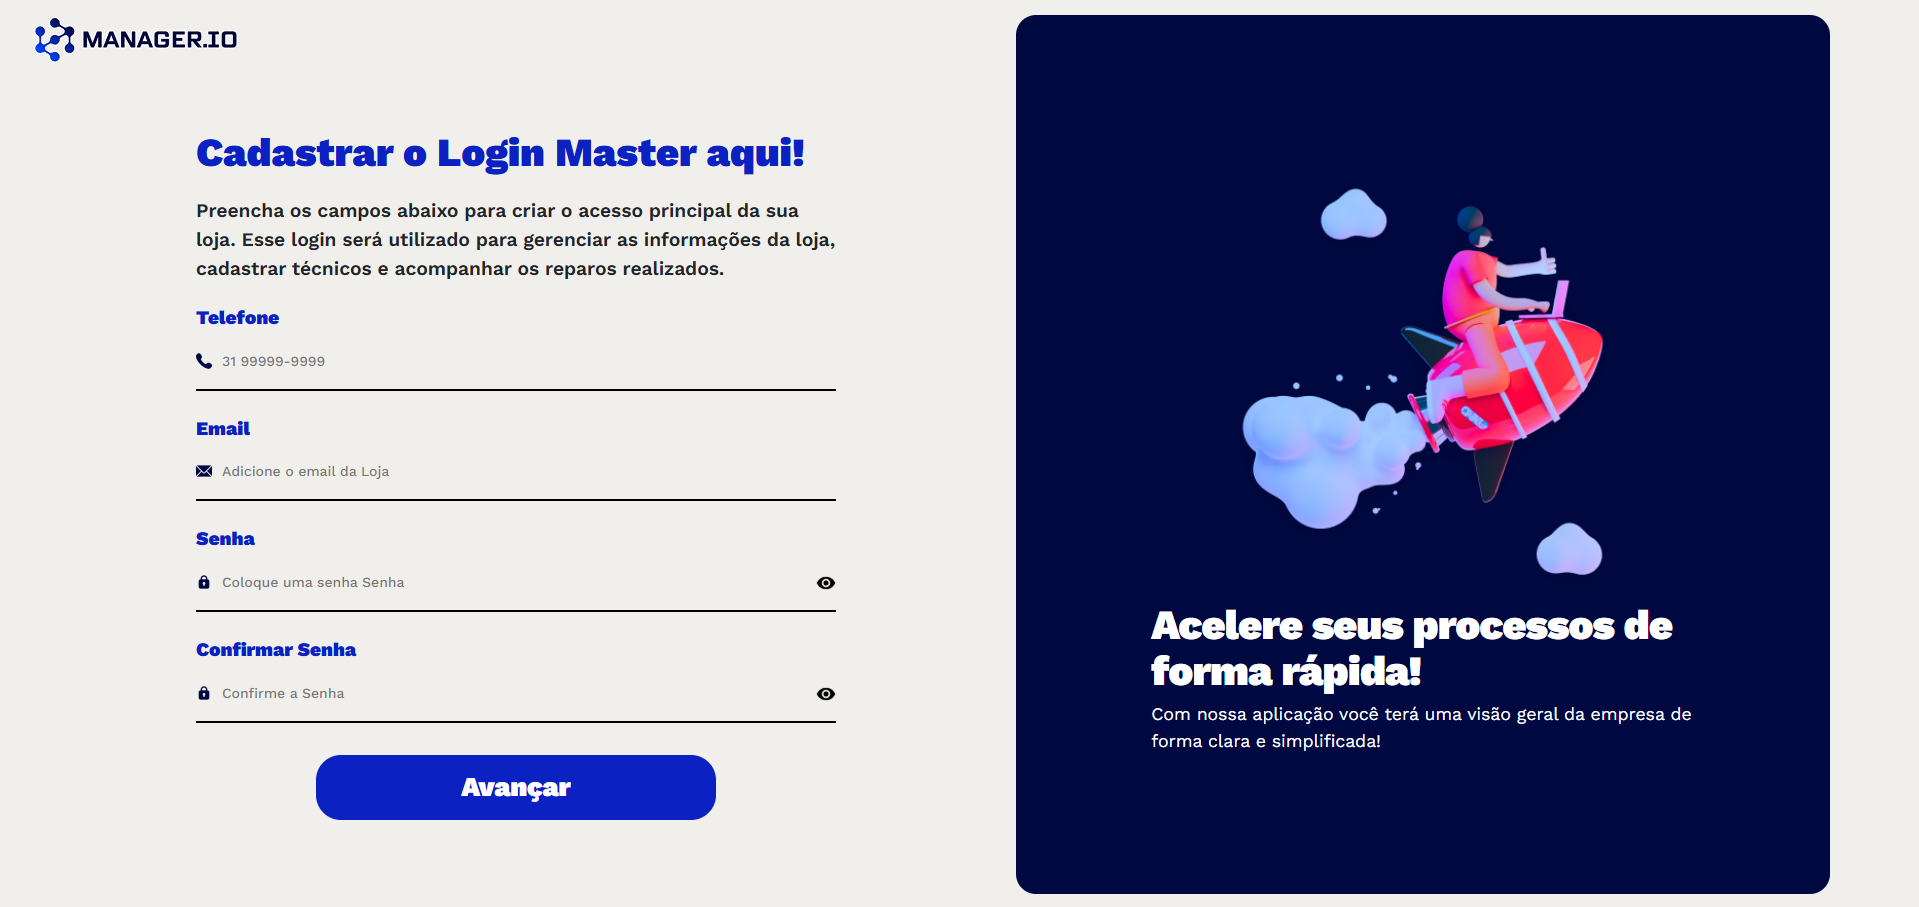 MANAGER.IO
Cadastrar o Login Master aqui!
Preencha os campos abaixo para criar o acesso principal da sua
loja. Esse login será utilizado para gerenciar as informações da loja,
cadastrar técnicos e acompanhar os reparos realizados.
Telefone
31 99999-9999
Email
Adicione o email da Loja
Senha
Coloque uma senha Senha
Confirmar Senha
Confirme a Senha
Avançar
Acelere seus processos de
forma rápida!
Com nossa aplicação você terá uma visão geral da empresa de
forma clara e simplificada!